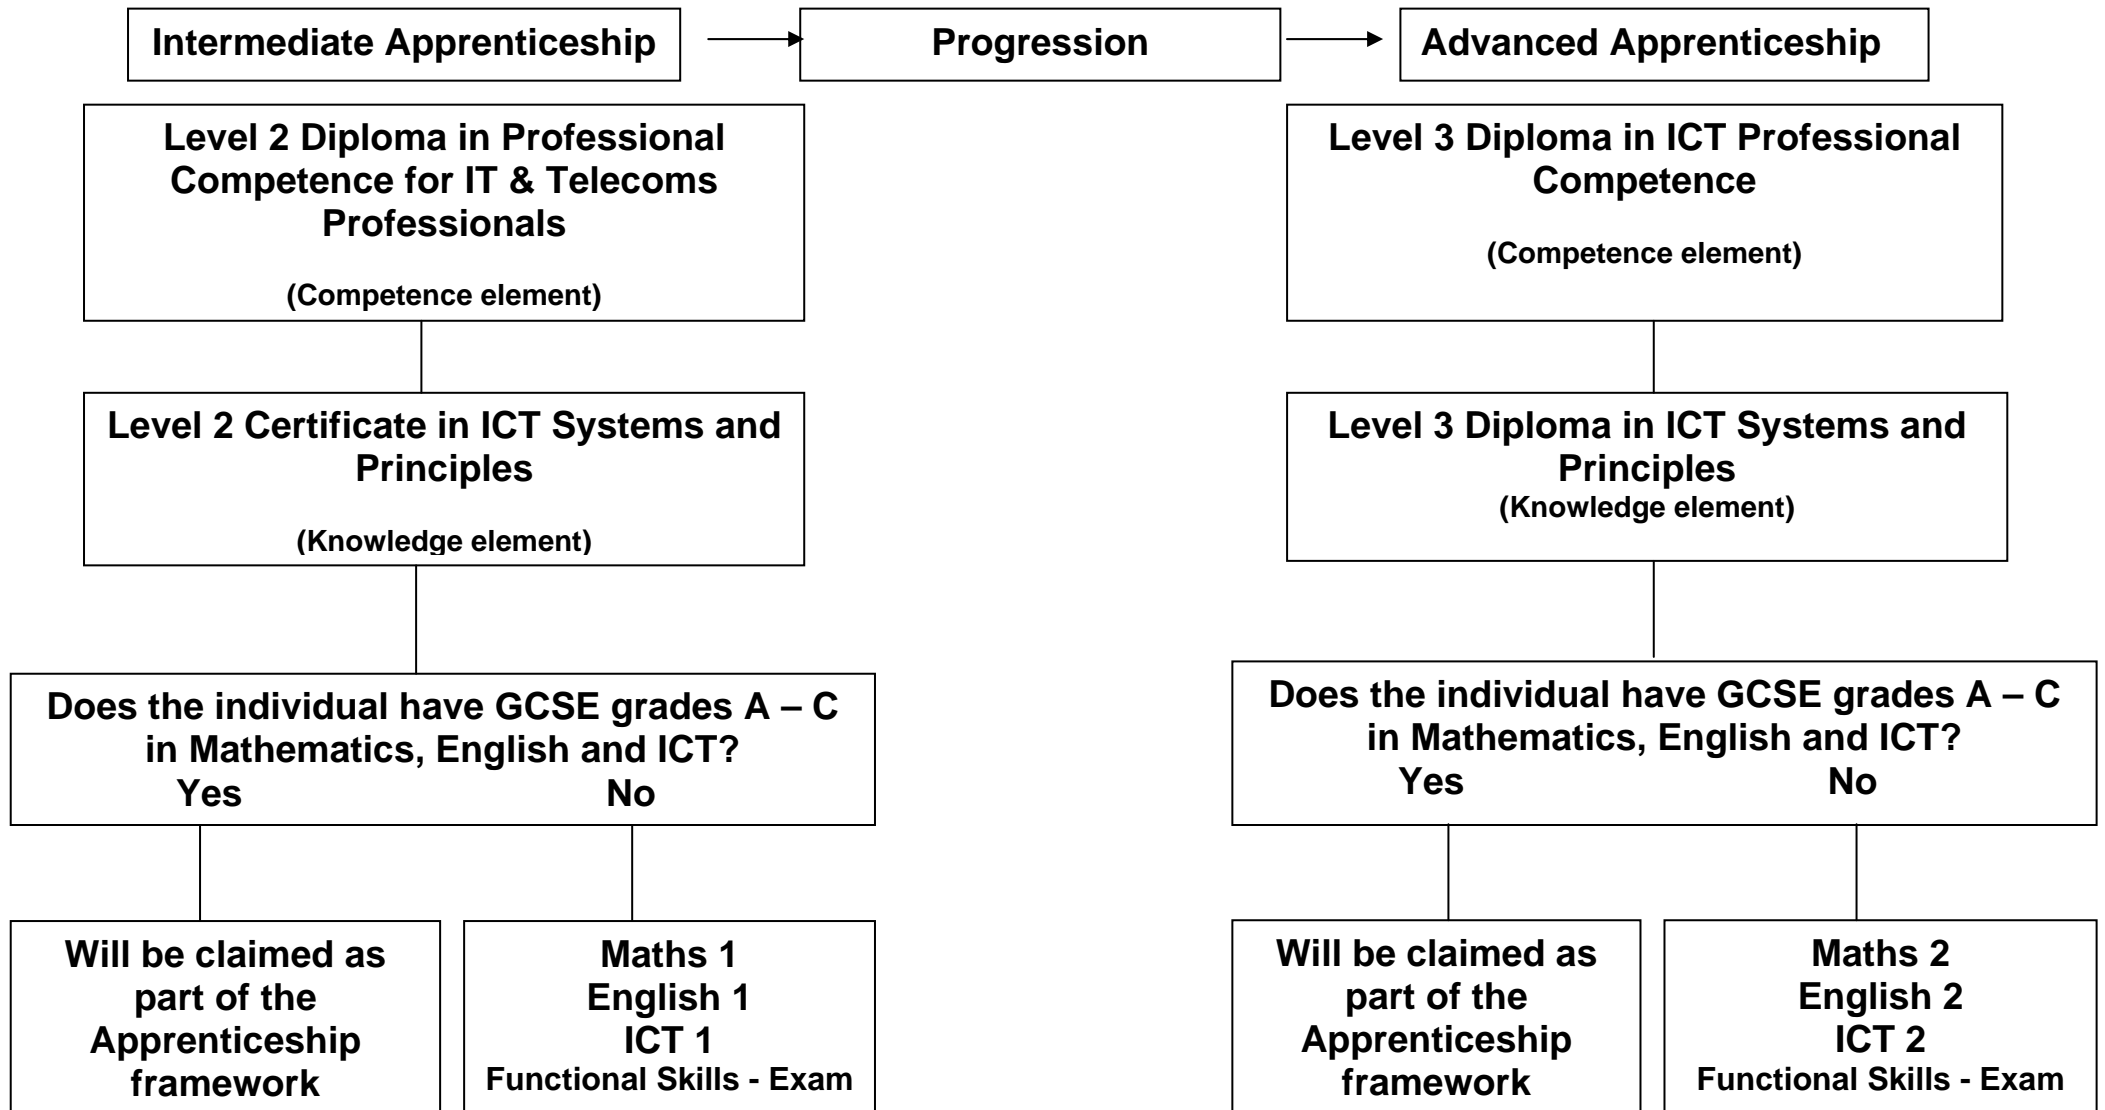 Intermediate Apprenticeship
Progression
Advanced Apprenticeship
Level 2 Diploma in Professional
Competence for IT & Telecoms
Professionals
(Competence element)
Level 2 Certificate in ICT Systems and
Principles
(Knowledge element)
Does the individual have GCSE grades A – C
in Mathematics, English and ICT?
Yes No
Will be claimed as
part of the
Apprenticeship
framework
Maths 1
English 1
ICT 1
Functional Skills - Exam
Level 3 Diploma in ICT Professional
Competence
(Competence element)
Level 3 Diploma in ICT Systems and
Principles
(Knowledge element)
Does the individual have GCSE grades A – C
in Mathematics, English and ICT?
Yes No
Will be claimed as
part of the
Apprenticeship
framework
Maths 2
English 2
ICT 2
Functional Skills - Exam